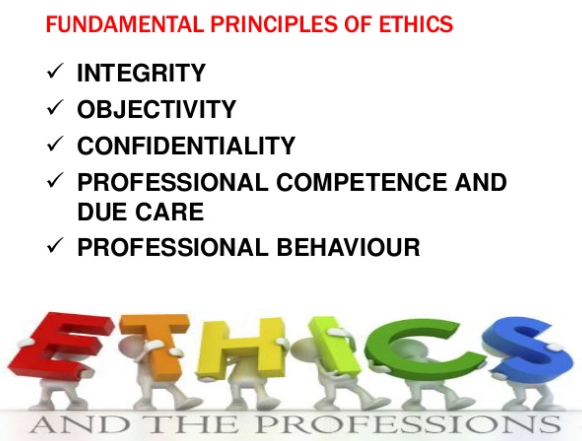 FUNDAMENTAL PRINCIPLES OF ETHICS
✓ INTEGRITY
✓ OBJECTIVITY
✓ CONFIDENTIALITY
✓ PROFESSIONAL COMPETENCE AND
DUE CARE
✓ PROFESSIONAL BEHAVIOUR
ETHICS
AND THE PROFESSIONS